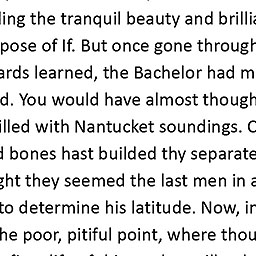 ling the tranquil beauty and brillia
pose of If. But once gone through
ards learned, the Bachelor had m
d. You would have almost though
illed with Nantucket soundings. C
d bones hast builded thy separate
ght they seemed the last men in a
to determine his latitude. Now, in
he poor, pitiful point, where thou